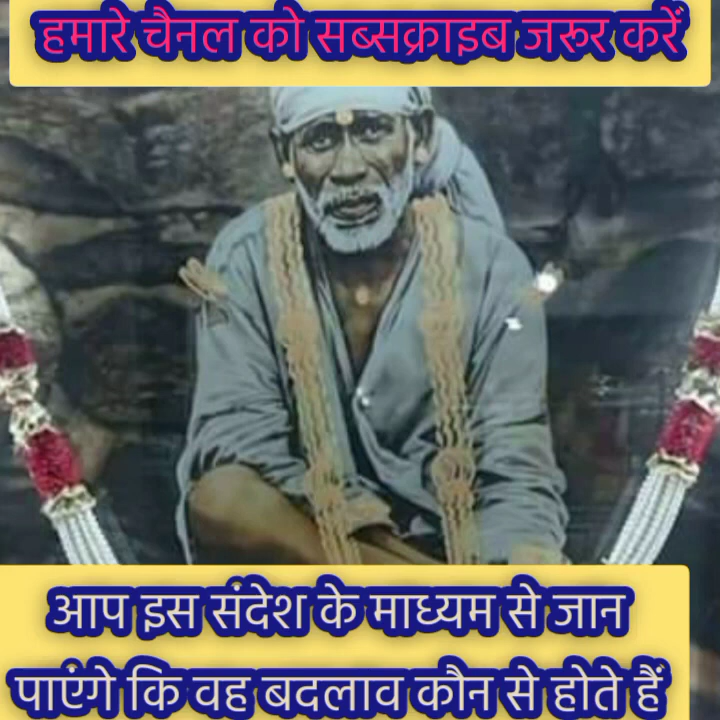 हमारे चैनल को सब्सक्राइब जरूर करें
आप इस संदेश के माध्यम से जान
पाएंगे कि वह बदलाव कौन से होते हैं